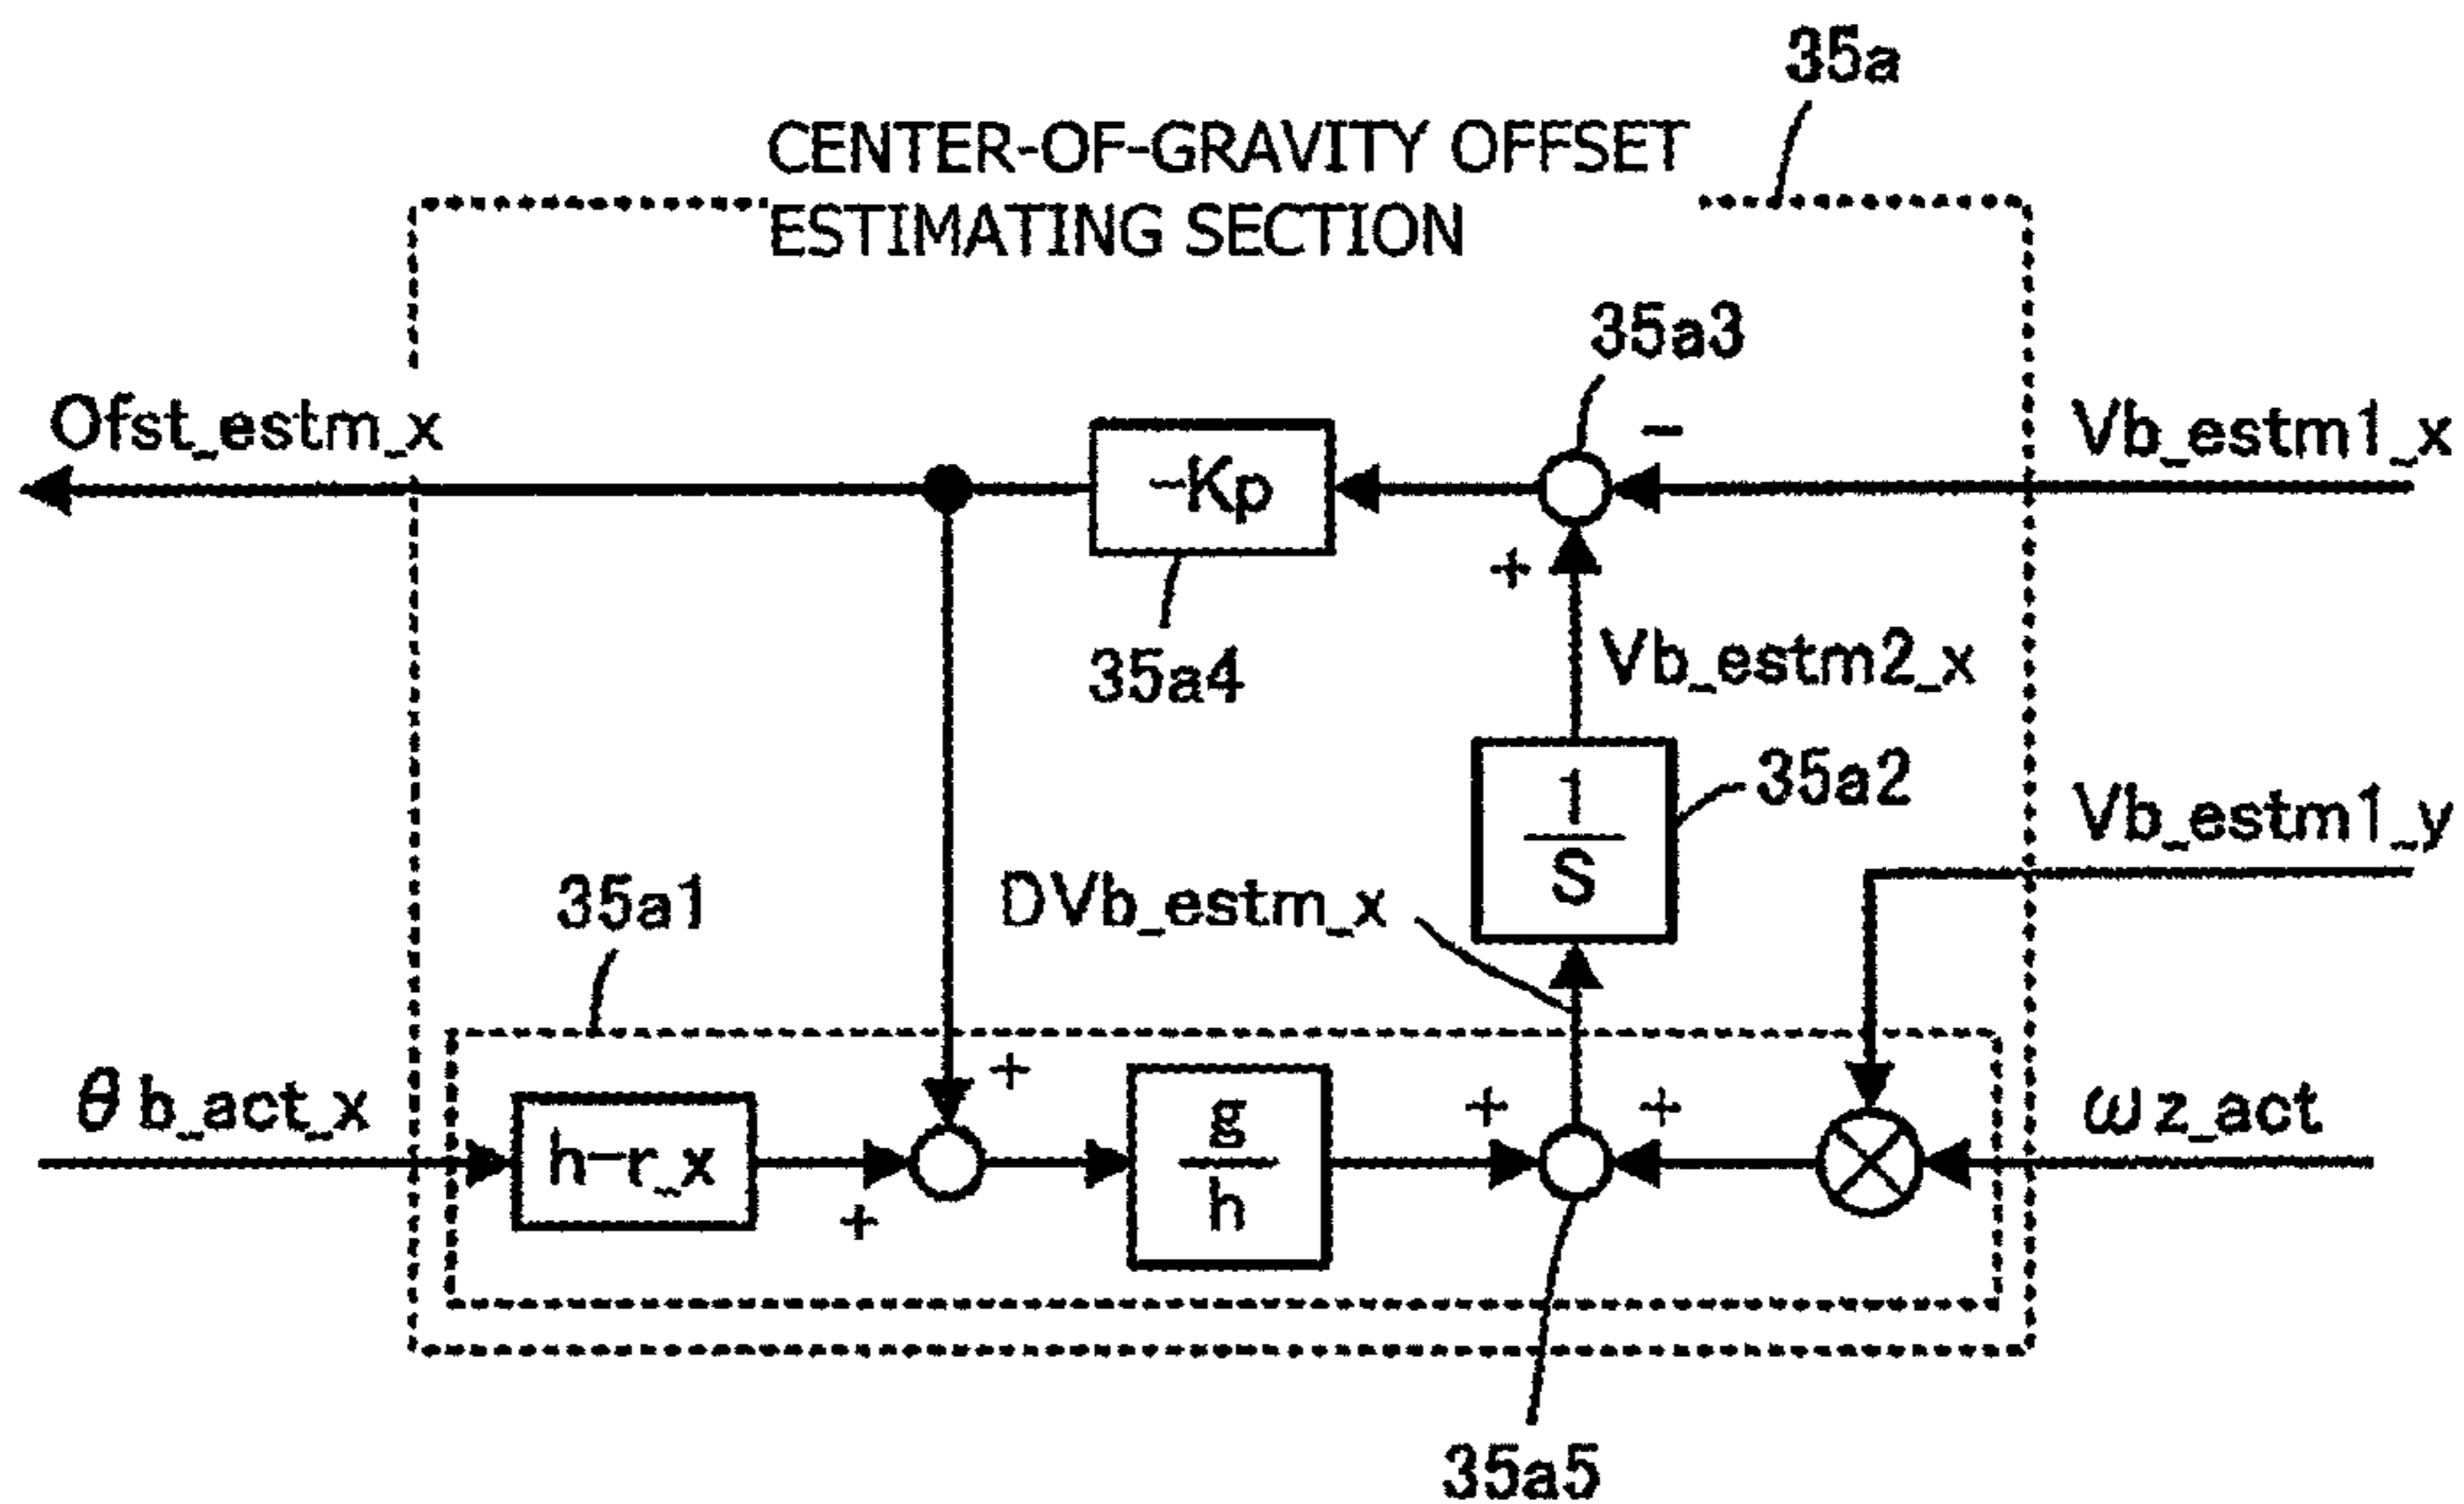 35a
CENTER-OF-GRAVITY OFFSET
ESTIMATING SECTION
35a3
Ofst_estm_x
-Kp
-
Vb_estm1_x
+
35a4
Vb_estm2_x
1
S
35a2
Vb_estm1_y
35a1
DVb_estm_x
θb_act_x
h-r_x
+
+
g
h
+
+
ωz_act
35a5